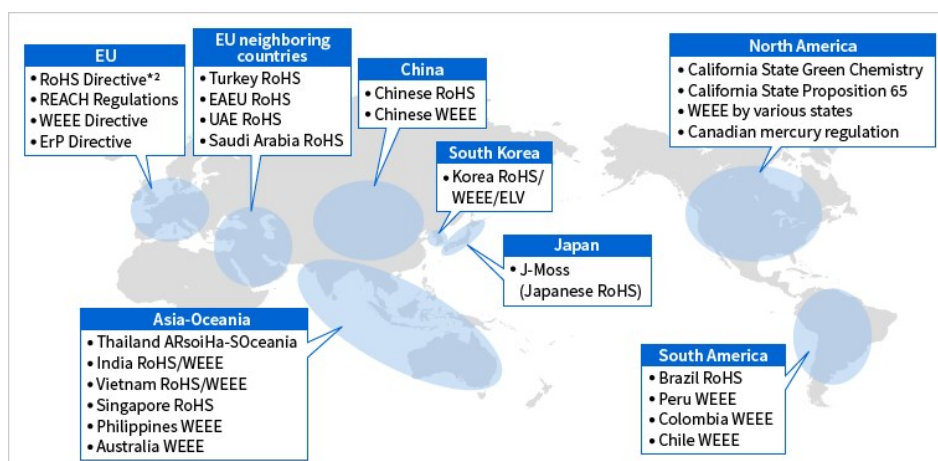 EU
• RoHS Directive*2
• REACH Regulations
• WEEE Directive
• ErP Directive
EU neighboring
countries
• Turkey RoHS
• EAEU RoHS
• UAE RoHS
• Saudi Arabia RoHS
China
• Chinese RoHS
• Chinese WEEE
South Korea
• Korea RoHS/
WEEE/ELV
Japan
• J-Moss
(Japanese RoHS)
North America
• California State Green Chemistry
• California State Proposition 65
• WEEE by various states
• Canadian mercury regulation
Asia-Oceania
• Thailand ARsoiHa-SOceania
• India RoHS/WEEE
• Vietnam RoHS/WEEE
• Singapore RoHS
• Philippines WEEE
• Australia WEEE
South America
• Brazil RoHS
• Peru WEEE
• Colombia WEEE
• Chile WEEE